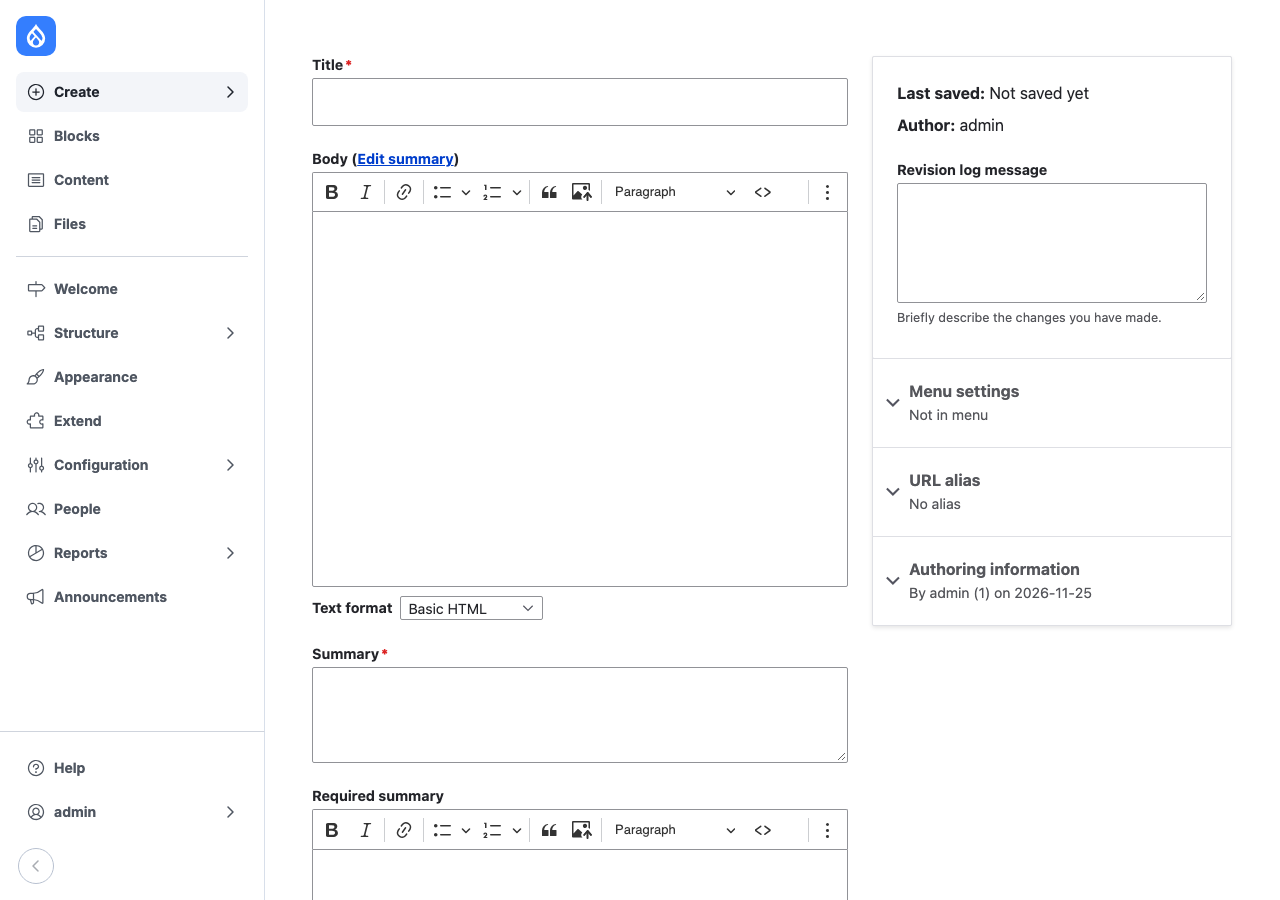 Create
Blocks
Content
Files
Welcome
Structure
Appearance
Extend
Configuration
People
Reports
Announcements
Help
admin
Title*
Body (Edit summary)
B I Paragraph <>
Text format Basic HTML
Summary*
Required summary
B I Paragraph <>
Last saved: Not saved yet
Author: admin
Revision log message
Briefly describe the changes you have made.
Menu settings
Not in menu
URL alias
No alias
Authoring information
By admin (1) on 2026-11-25